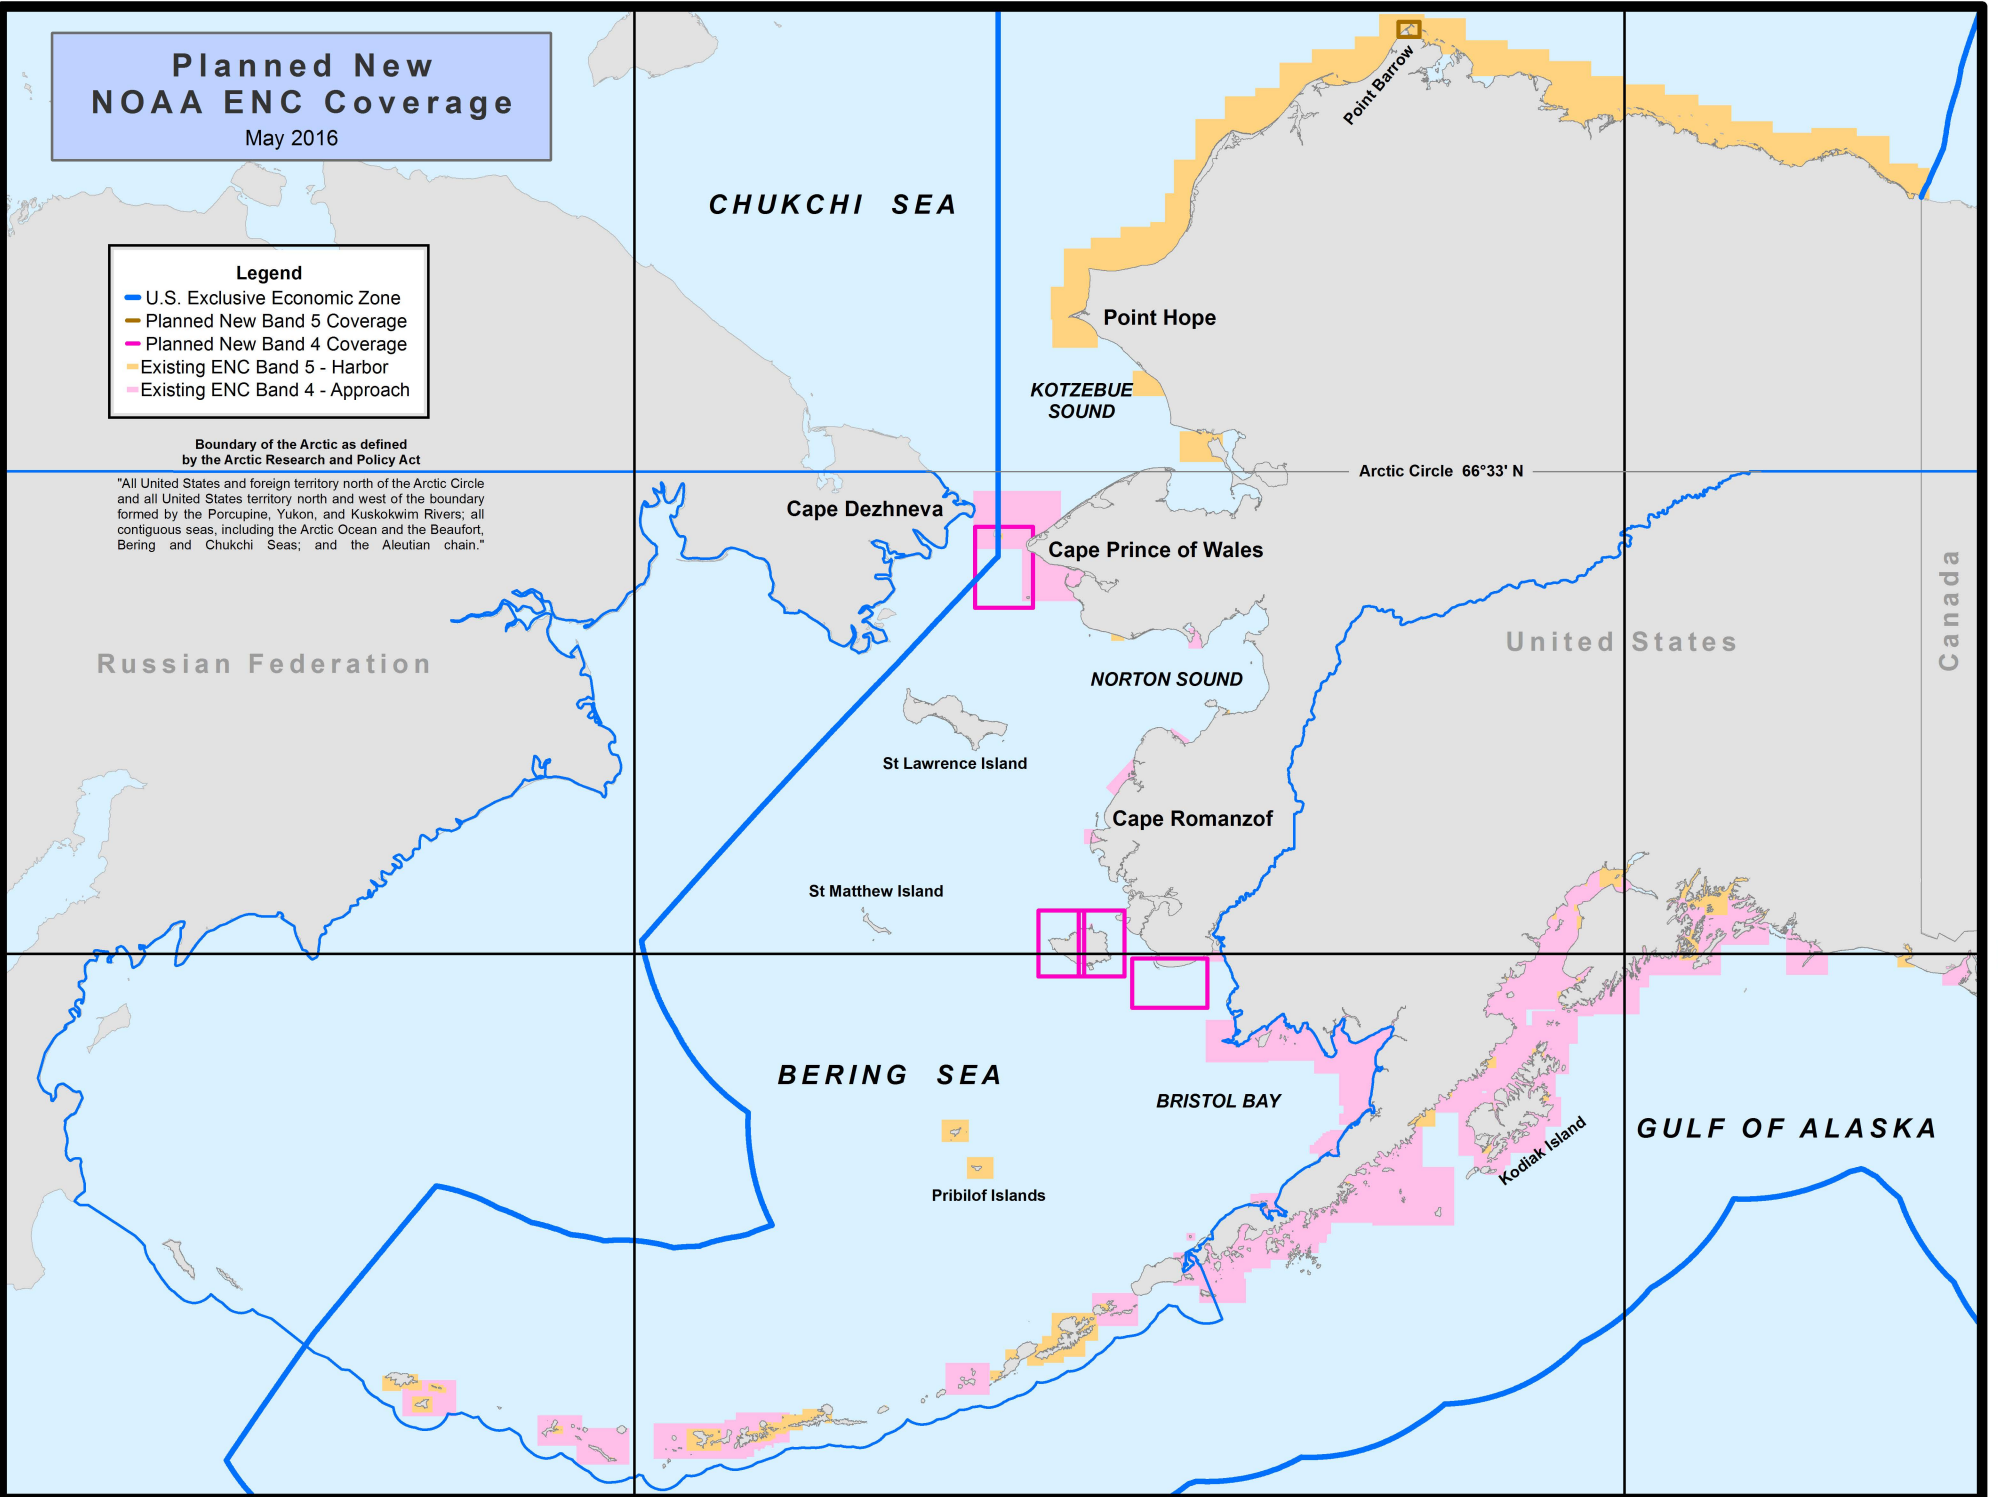 Planned New
NOAA ENC Coverage
May 2016
Point Barrow
CHUKCHI SEA
Legend
U.S. Exclusive Economic Zone
Planned New Band 5 Coverage
Planned New Band 4 Coverage
Existing ENC Band 5 - Harbor
Existing ENC Band 4 - Approach
Point Hope
KOTZEBUE
SOUND
Boundary of the Arctic as defined
by the Arctic Research and Policy Act
"All United States and foreign territory north of the Arctic Circle
and all United States territory north and west of the boundary
formed by the Porcupine, Yukon, and Kuskokwim Rivers; all
contiguous seas, including the Arctic Ocean and the Beaufort,
Bering and Chukchi Seas; and the Aleutian chain."
Arctic Circle 66°33' N
Cape Dezhneva
Cape Prince of Wales
Canada
United States
Russian Federation
NORTON SOUND
St Lawrence Island
Cape Romanzof
St Matthew Island
BERING SEA
BRISTOL BAY
Kodiak Island
GULF OF ALASKA
Pribilof Islands